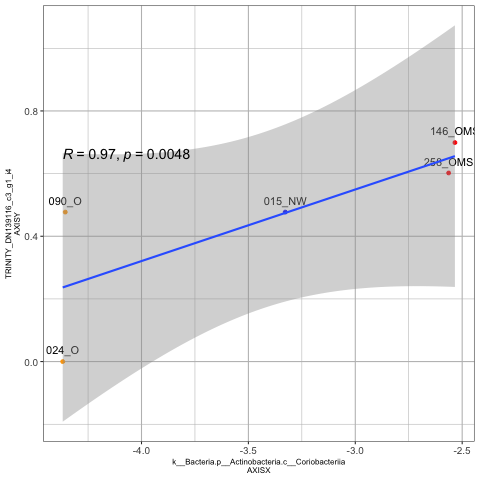 0.8
0.4
0.0
TRINITY_DN139116_c3_g1_i4
AXISY
R = 0.97, p = 0.0048
146_OMS
258_OMS
090_O
015_NW
024_O
-4.0
-3.5
-3.0
-2.5
k__Bacteria.p__Actinobacteria.c__Coriobacteriia
AXISX